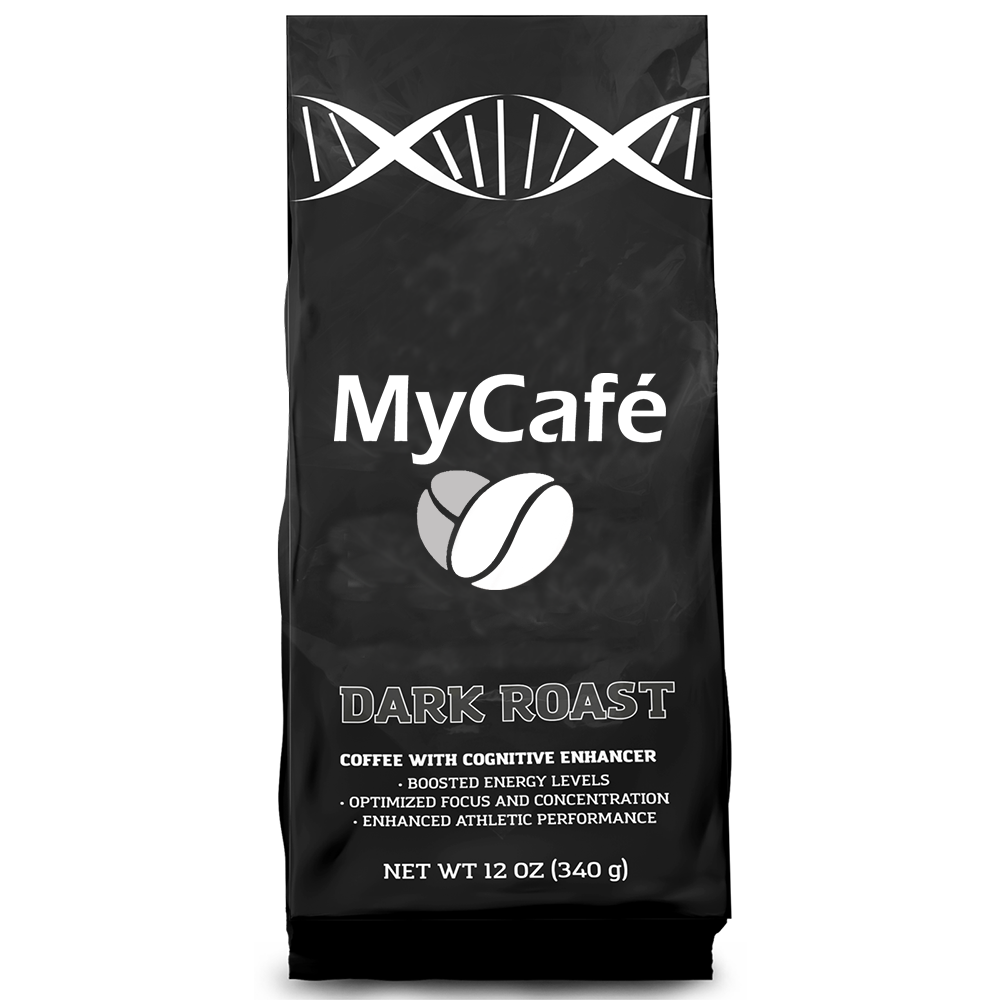 MyCafé
DARK ROAST
COFFEE WITH COGNITIVE ENHANCER
· BOOSTED ENERGY LEVELS
· OPTIMIZED FOCUS AND CONCENTRATION
· ENHANCED ATHLETIC PERFORMANCE
NET WT 12 OZ (340 g)